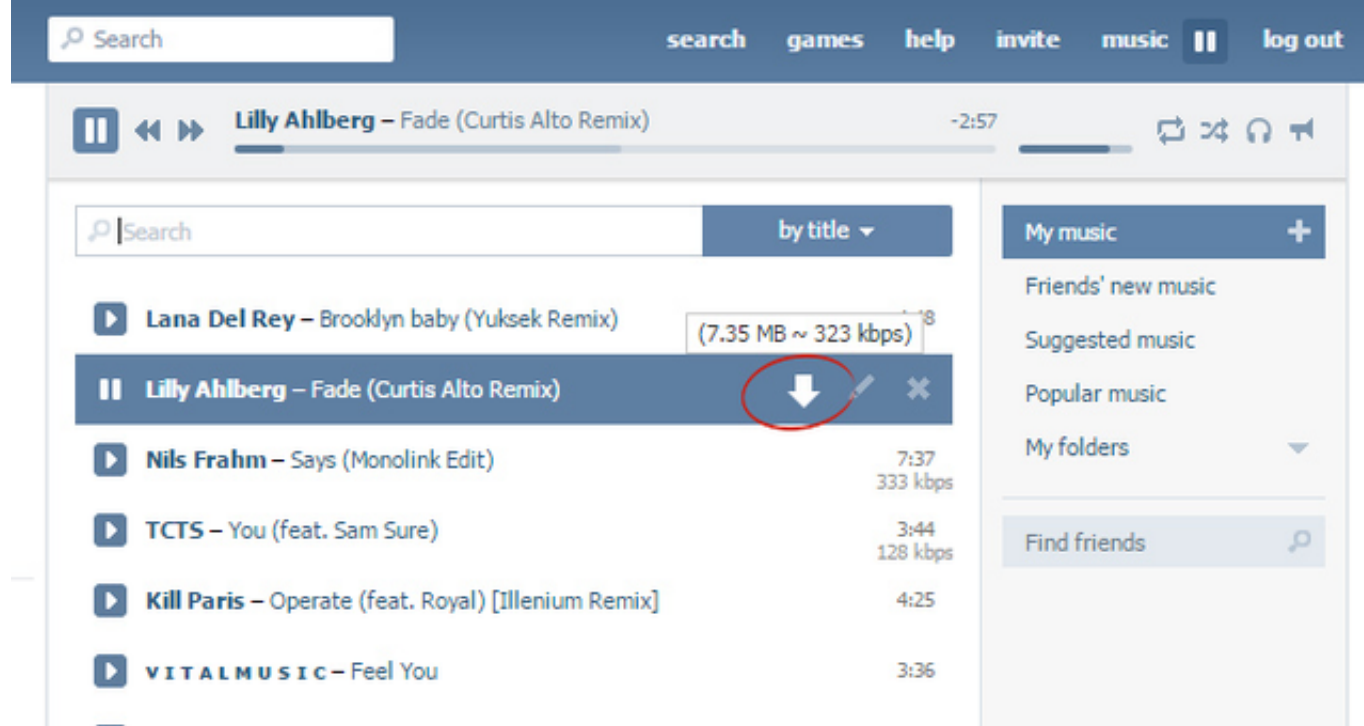 Search
search games help invite music log out
Lilly Ahlberg – Fade (Curtis Alto Remix) -2:57
Search
by title
Lana Del Rey – Brooklyn baby (Yuksek Remix)
(7.35 MB ~ 323 kbps)
Lilly Ahlberg – Fade (Curtis Alto Remix)
Nils Frahm – Says (Monolink Edit) 7:37
333 kbps
TCTS – You (feat. Sam Sure) 3:44
128 kbps
Kill Paris – Operate (feat. Royal) [Illenium Remix] 4:25
V I T A L M U S I C – Feel You 3:36
My music
Friends' new music
Suggested music
Popular music
My folders
Find friends